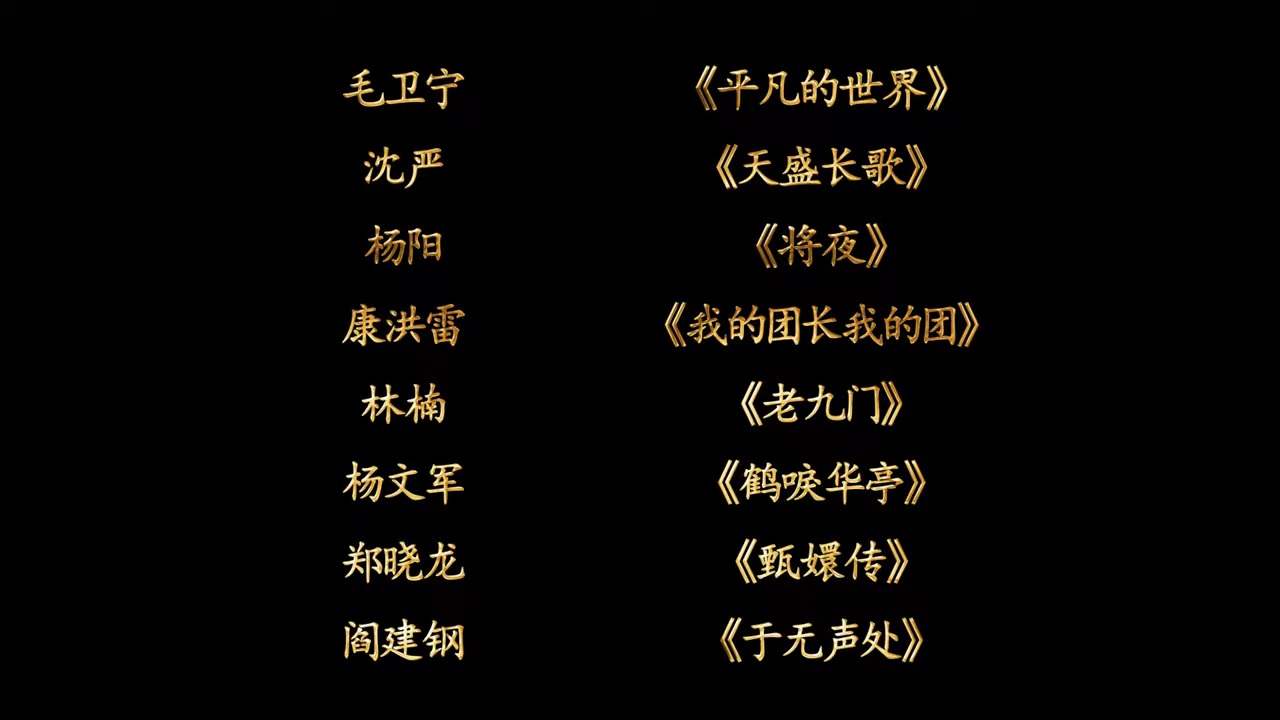 毛卫宁 《平凡的世界》
沈严 《天盛长歌》
杨阳 《将夜》
康洪雷 《我的团长我的团》
林楠 《老九门》
杨文军 《鹤唳华亭》
郑晓龙 《甄嬛传》
阎建钢 《于无声处》